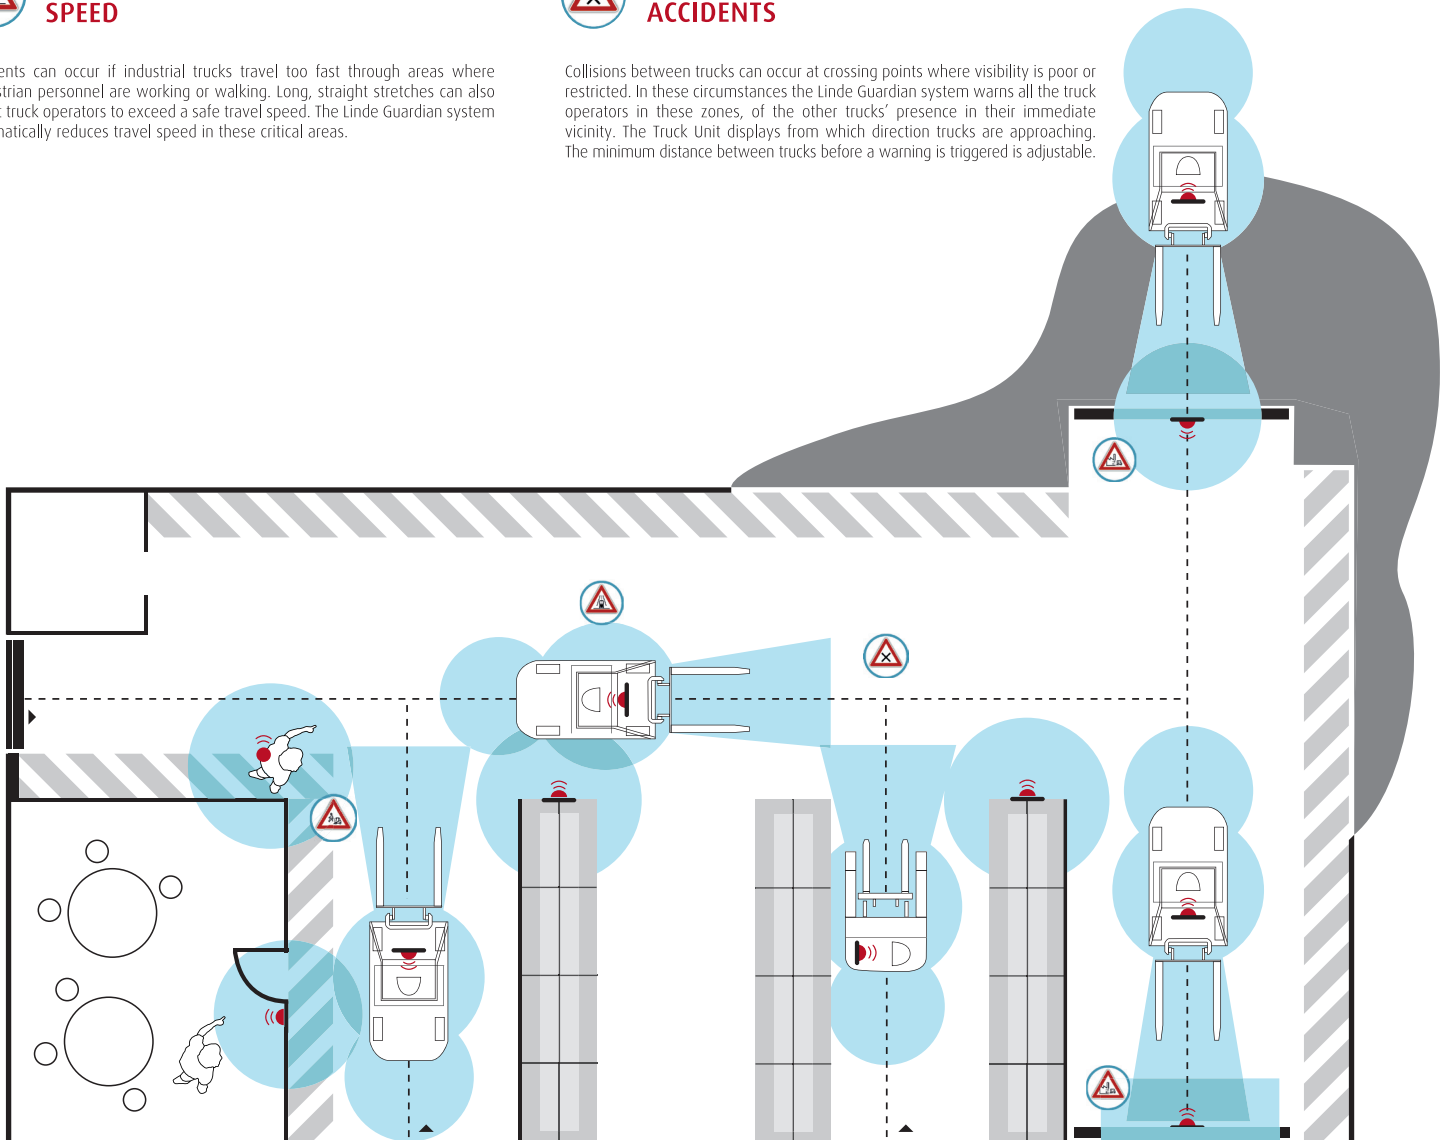 SPEED
can occur if industrial trucks travel too fast through areas where
personnel are working or walking. Long, straight stretches can also
truck operators to exceed a safe travel speed. The Linde Guardian system
reduces travel speed in these critical areas.
ACCIDENTS
Collisions between trucks can occur at crossing points where visibility is poor or
restricted. In these circumstances the Linde Guardian system warns all the truck
operators in these zones, of the other trucks’ presence in their immediate
vicinity. The Truck Unit displays from which direction trucks are approaching.
The minimum distance between trucks before a warning is triggered is adjustable.